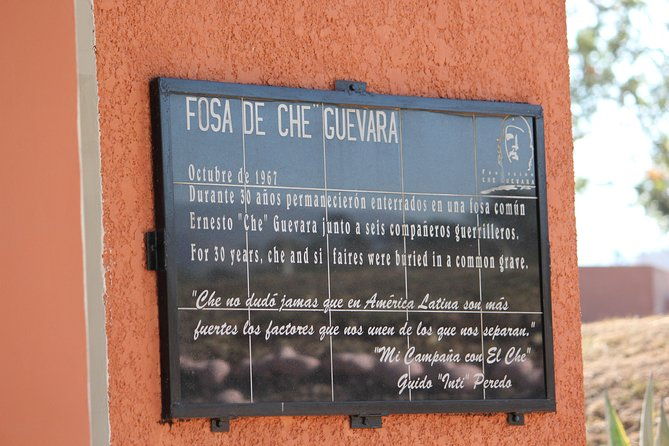 FOSA DE CHE" GUEVARA
Octubre de 1967
Durante 30 años permanecierón enterrados en una fosa común
Ernesto "Che" Guevara junto a seis compañeros guerrilleros.
For 30 years, che and si faires were buried in a common grave.
"Che no dudó jamas que en América Latina son más
fuertes los factores que nos unen de los que nos separan."
"Mi Campaña con El Che"
Guido "Inti" Peredo
CHE GUEVARA